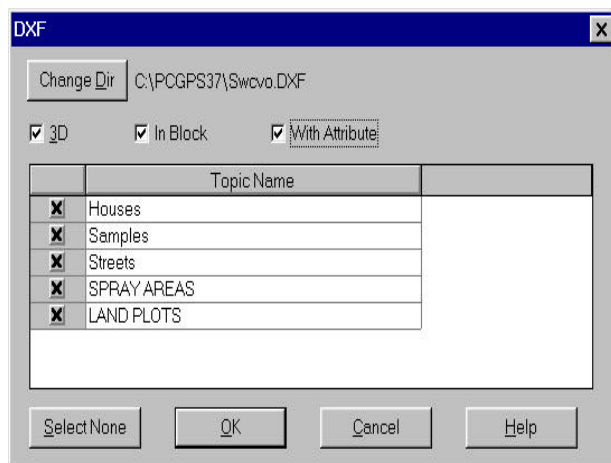 DXF
Change Dir C:\PCGPS37\Swcvo.DXF
3D In Block With Attribute
Topic Name
Houses
Samples
Streets
SPRAY AREAS
LAND PLOTS
Select None OK Cancel Help